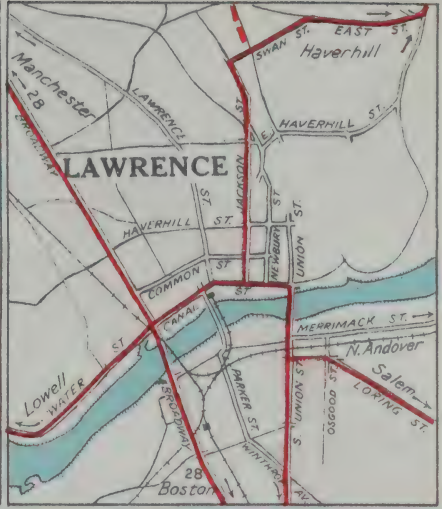 SWAN ST.
EAST ST.
Haverhill
Manchester
28
BROADWAY
LAWRENCE
ST.
HAVERHILL
ST.
E.
LAWRENCE
JACKSON
ST.
NEWBURY
ST.
UNION
ST.
HAVERHILL ST.
COMMON
ST
ST
CANAL
MERRIMACK ST.
N. Andover
Salem
LORING ST.
OSGOOD ST.
S. UNION ST.
PARKER ST.
WINTHROP AV.
Lowell
WATER
ST.
BROADWAY
28
Boston